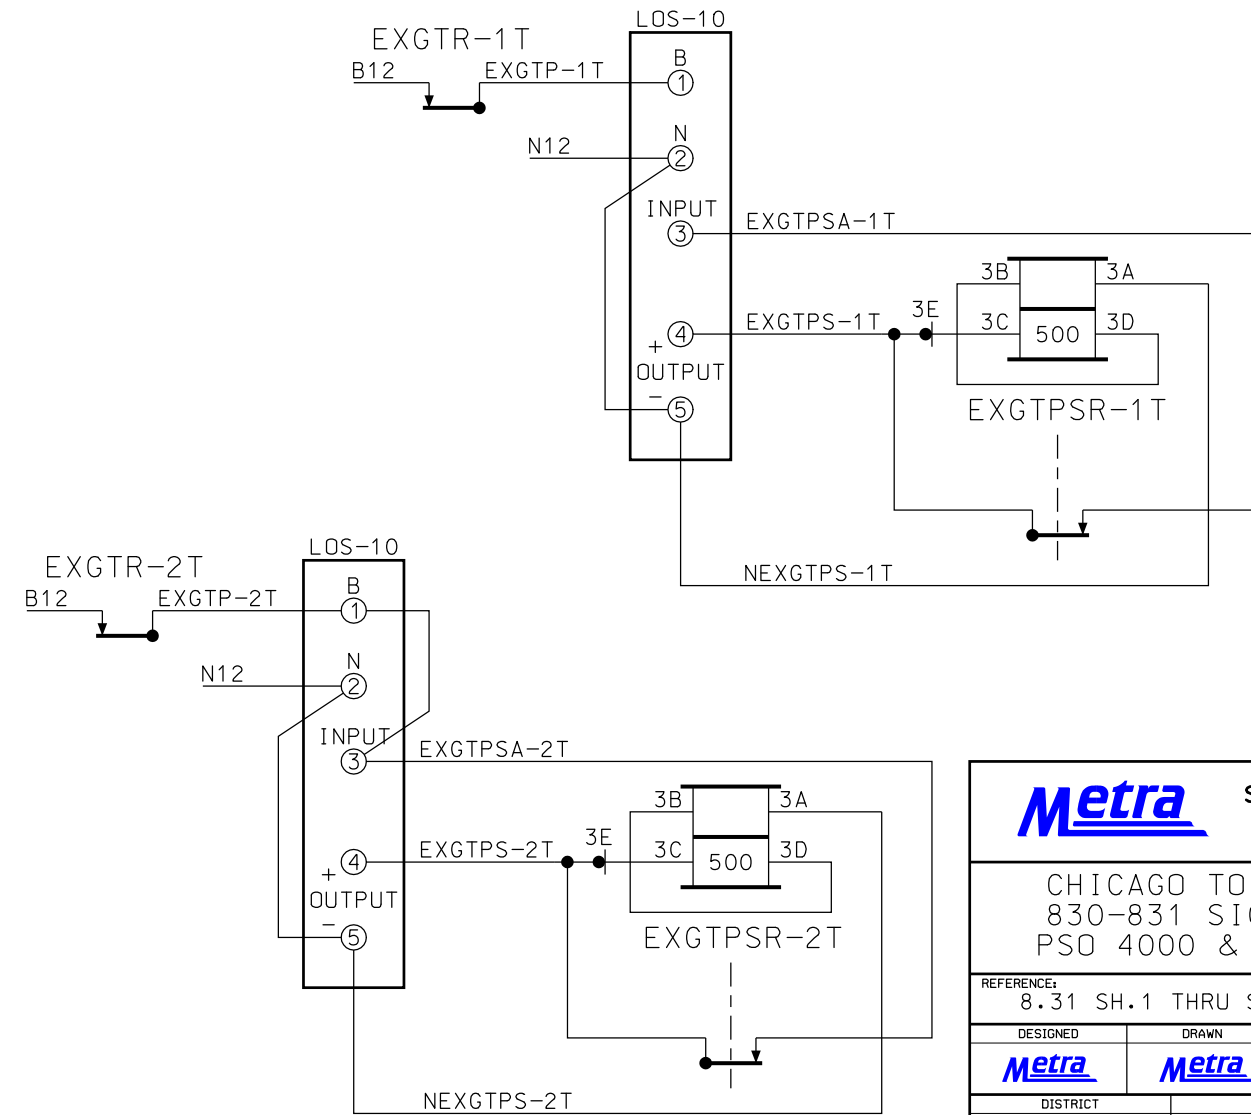 LOS-10
EXGTR-1T
B12
EXGTP-1T
B
1
N12
N
2
INPUT
3
EXGTPSA-1T
3B
3A
3E
3C
500
3D
EXGTPS-1T
4
+
OUTPUT
-
5
EXGTPSR-1T
NEXGTPS-1T
LOS-10
EXGTR-2T
B12
EXGTP-2T
B
1
N12
N
2
INPUT
3
EXGTPSA-2T
3B
3A
3E
3C
500
3D
EXGTPS-2T
4
+
OUTPUT
-
5
EXGTPSR-2T
NEXGTPS-2T
Metra
CHICAGO TO
830-831
PSO 4000 &
REFERENCE:
8.31 SH.1 THRU
DESIGNED
DRAWN
Metra
Metra
DISTRICT